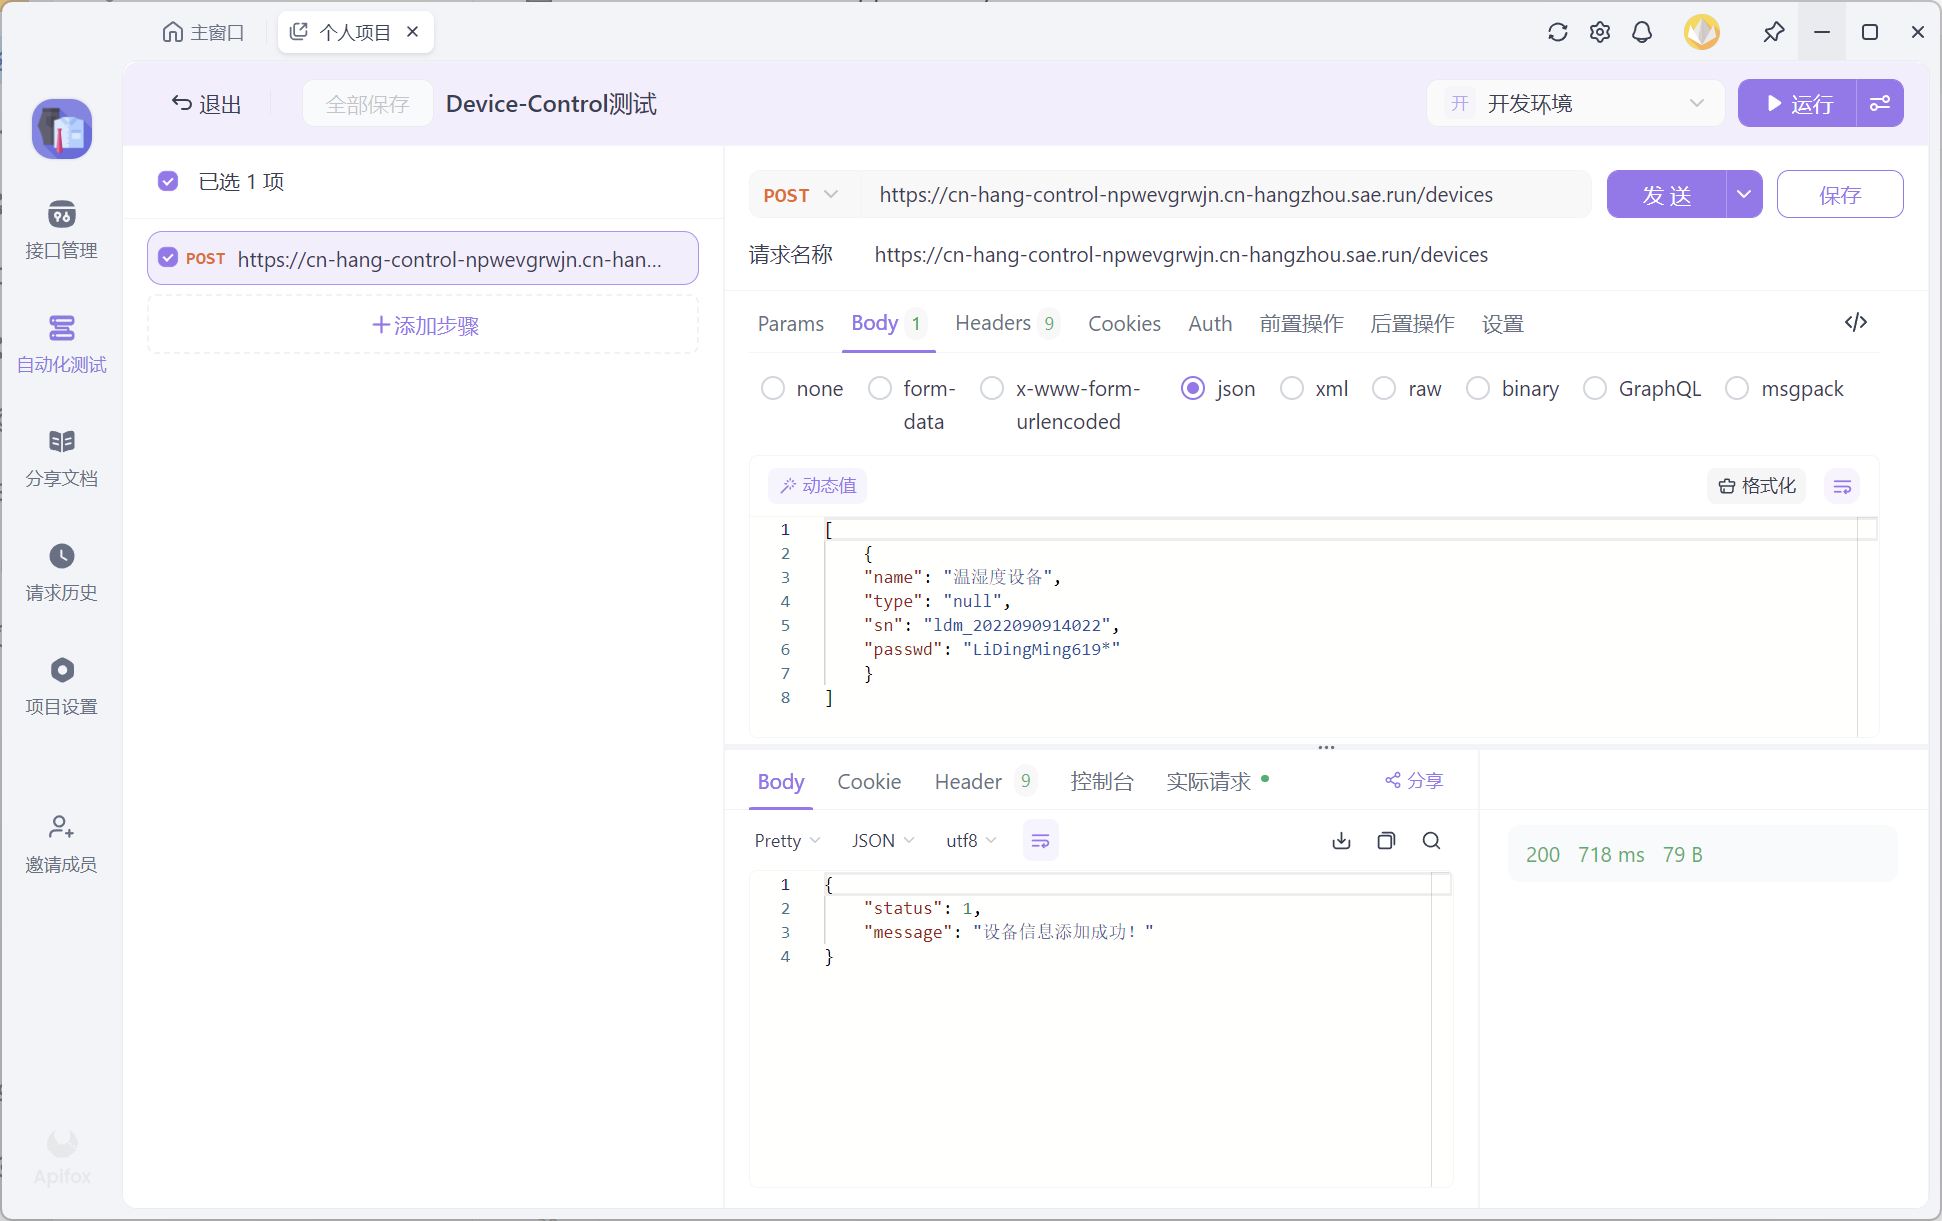 主窗口
个人项目
退出
全部保存
Device-Control测试
开 开发环境
运行
接口管理
自动化测试
分享文档
请求历史
项目设置
邀请成员
Apifox
已选 1 项
POST https://cn-hang-control-npwevgrwjn.cn-han...
添加步骤
POST https://cn-hang-control-npwevgrwjn.cn-hangzhou.sae.run/devices
发 送
保存
请求名称 https://cn-hang-control-npwevgrwjn.cn-hangzhou.sae.run/devices
Params Body 1 Headers 9 Cookies Auth 前置操作 后置操作 设置
none form-data x-www-form-urlencoded json xml raw binary GraphQL msgpack
动态值
格式化
1 [
2 {
3 "name": "温湿度设备",
4 "type": "null",
5 "sn": "ldm_2022090914022",
6 "passwd": "LiDingMing619*"
7 }
8 ]
Body Cookie Header 9 控制台 实际请求
分享
Pretty JSON utf8
1 {
2 "status": 1,
3 "message": "设备信息添加成功！"
4 }
200 718 ms 79 B